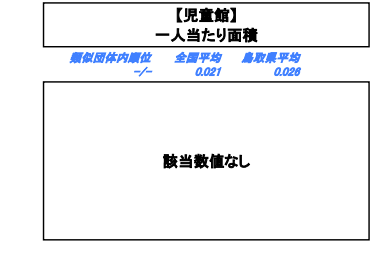 【児童館】
一人当たり面積
類似団体内順位 全国平均 鳥取県平均
-/- 0.021 0.026
該当数値なし